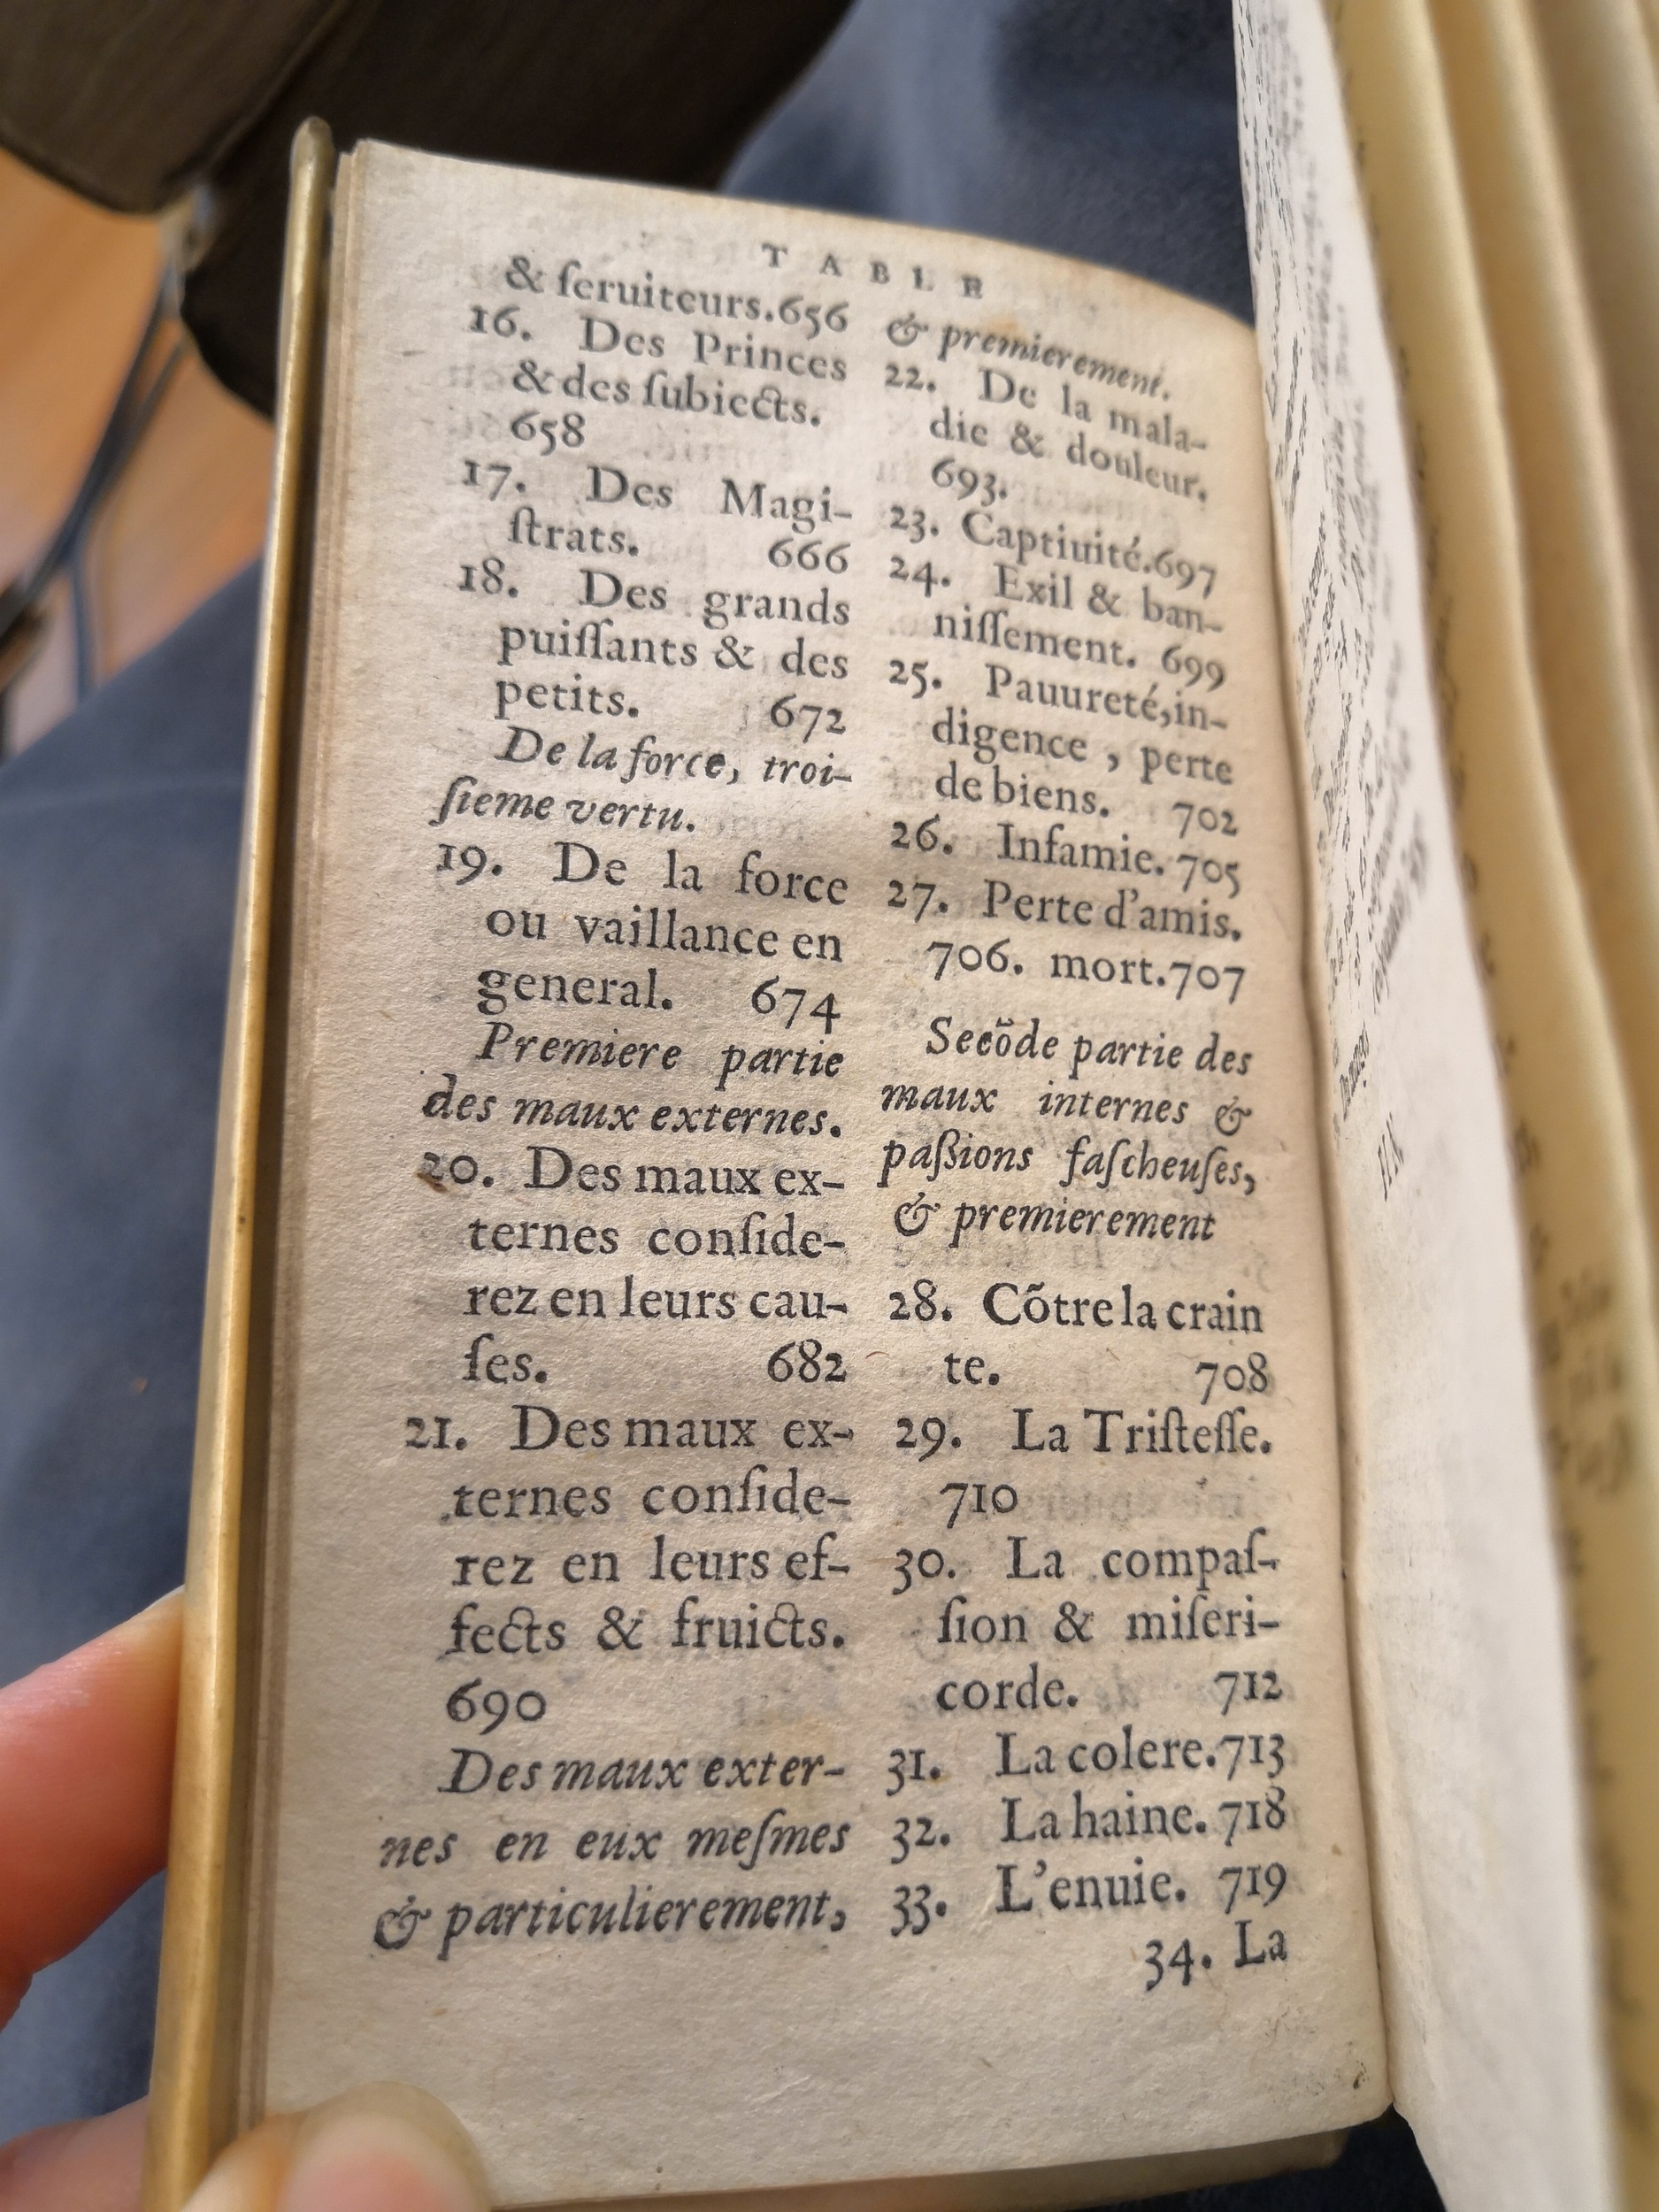 TABLE
& ſeruiteurs.656
16. Des Princes
& des ſubiects.
658
17. Des Magi-
ſtrats. 666
18. Des grands
puiſſants & des
petits. 672
De la force, troi-
ſieme vertu.
19. De la force
ou vaillance en
general. 674
Premiere partie
des maux externes.
20. Des maux ex-
ternes conſide-
rez en leurs cau-
ſes. 682
21. Des maux ex-
ternes conſide-
rez en leurs ef-
fects & fruicts.
690
Des maux exter-
nes en eux meſmes
& particulierement,
& premierement.
22. De la mala-
die & douleur.
693.
23. Captiuité.697
24. Exil & ban-
niſſement. 699
25. Pauureté,in-
digence , perte
de biens. 702
26. Infamie. 705
27. Perte d'amis.
706. mort.707
Secõde partie des
maux internes &
paßions faſcheuſes,
& premierement
28. Cõtre la crain
te. 708
29. La Triſteſſe.
710
30. La compaſ-
ſion & miſeri-
corde. 712
31. La colere.713
32. La haine. 718
33. L'enuie. 719
34. La